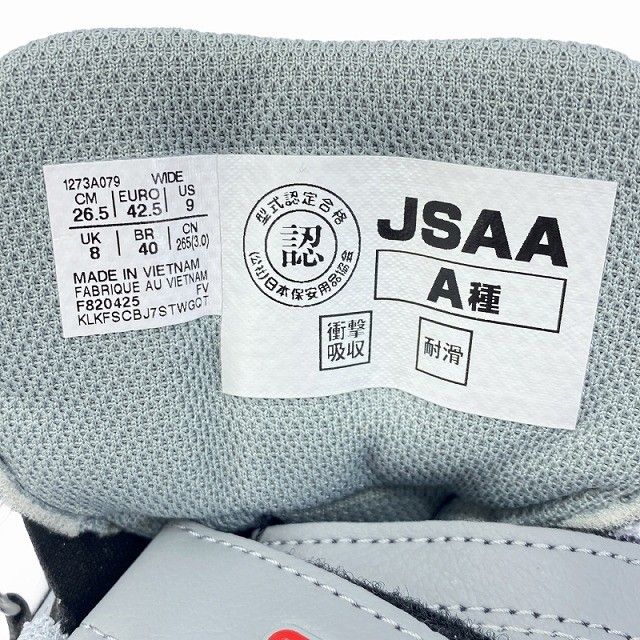 1273A079 WIDE
CM EURO US
26.5 42.5 9
UK BR CN
8 40 265(3.0)
MADE IN VIETNAM
FABRIQUE AU VIETNAM
F820425 FV
KLKFSCBJ7STWGQT
型式認定合格
認
(公社)日本保安用品協会
JSAA
A種
衝撃
吸収
耐滑